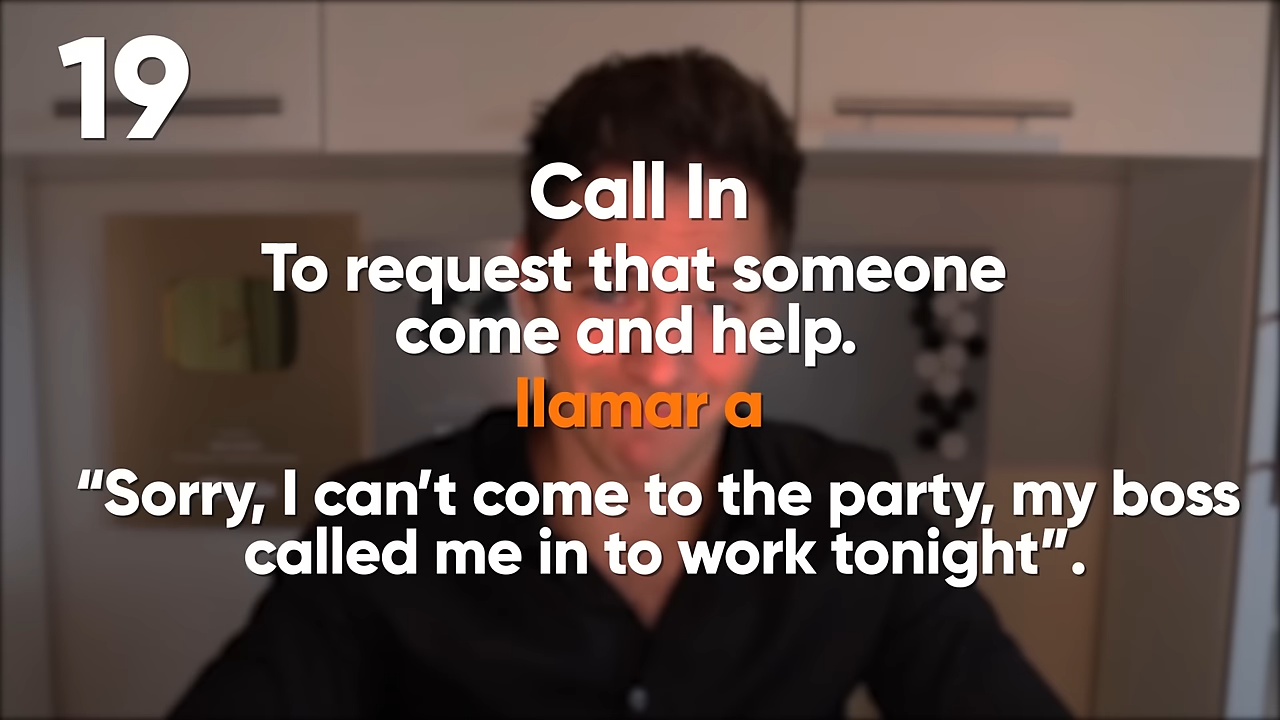 19
Call In
To request that someone
come and help.
llamar a
“Sorry, I can’t come to the party, my boss
called me in to work tonight”.